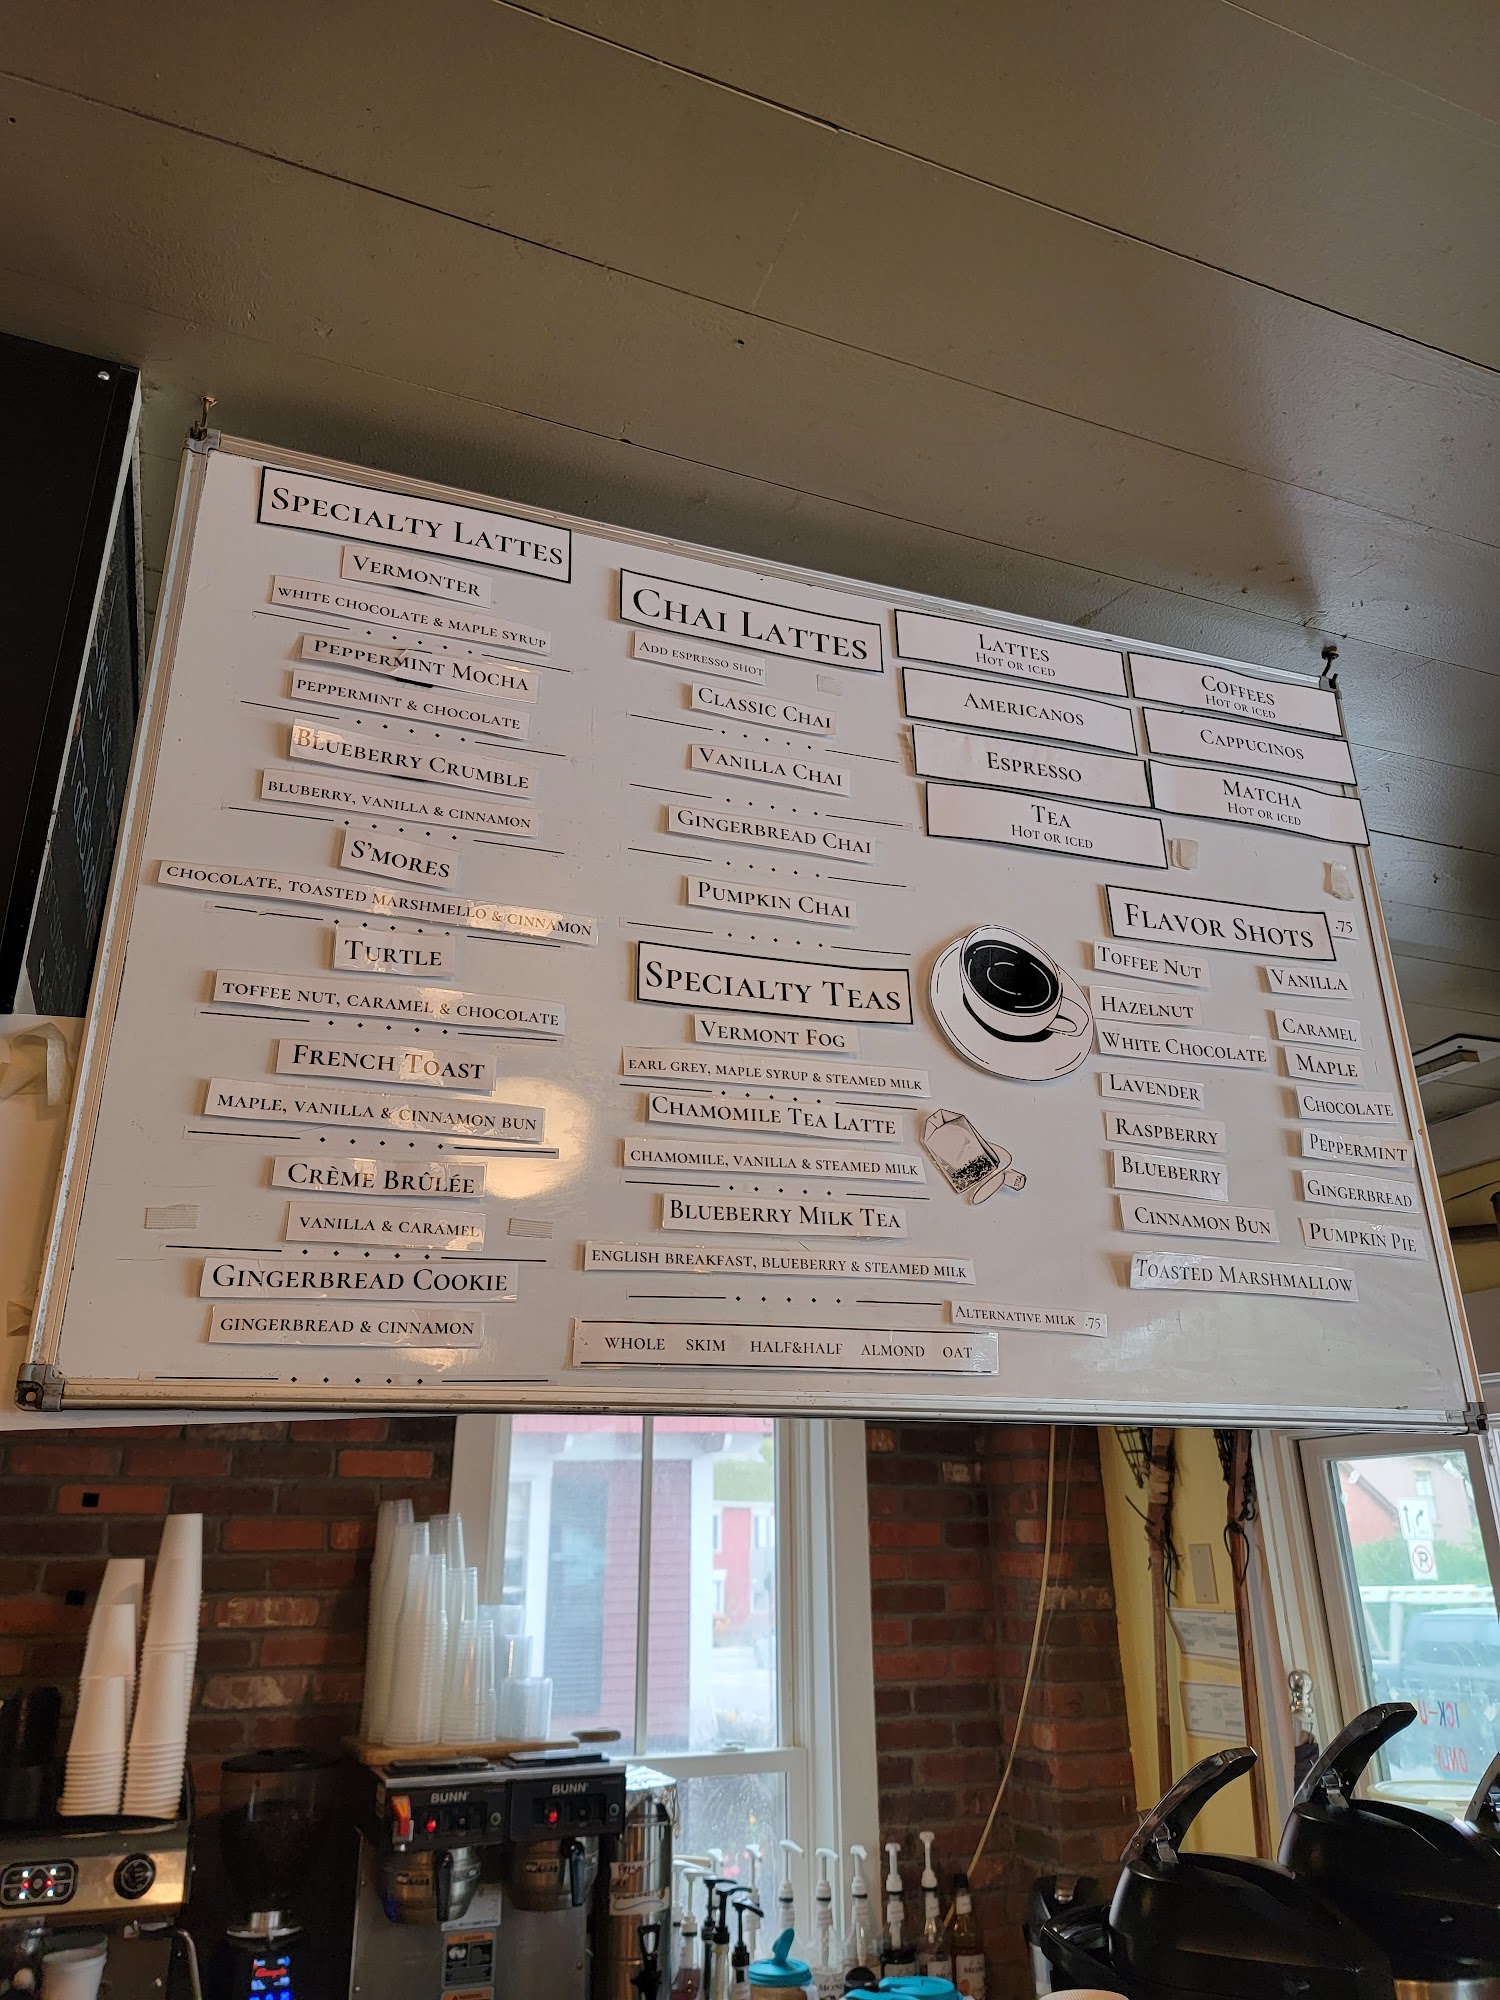 Specialty Lattes
Vermonter
white chocolate & maple syrup
Peppermint Mocha
peppermint & chocolate
Blueberry Crumble
bluberry, vanilla & cinnamon
S'mores
chocolate, toasted marshmello & cinnamon
Turtle
toffee nut, caramel & chocolate
French Toast
maple, vanilla & cinnamon bun
Crème Brûlée
vanilla & caramel
Gingerbread Cookie
gingerbread & cinnamon
Chai Lattes
Add espresso shot
Classic Chai
Vanilla Chai
Gingerbread Chai
Pumpkin Chai
Specialty Teas
Vermont Fog
earl grey, maple syrup & steamed milk
Chamomile Tea Latte
chamomile, vanilla & steamed milk
Blueberry Milk Tea
english breakfast, blueberry & steamed milk
Alternative milk .75
whole skim half&half almond oat
Lattes
Hot or iced
Americanos
Espresso
Tea
Hot or iced
Coffees
Hot or iced
Cappucinos
Matcha
Hot or iced
Flavor Shots .75
Toffee Nut
Hazelnut
White Chocolate
Lavender
Raspberry
Blueberry
Cinnamon Bun
Toasted Marshmallow
Vanilla
Caramel
Maple
Chocolate
Peppermint
Gingerbread
Pumpkin Pie
BUNN
BUNN